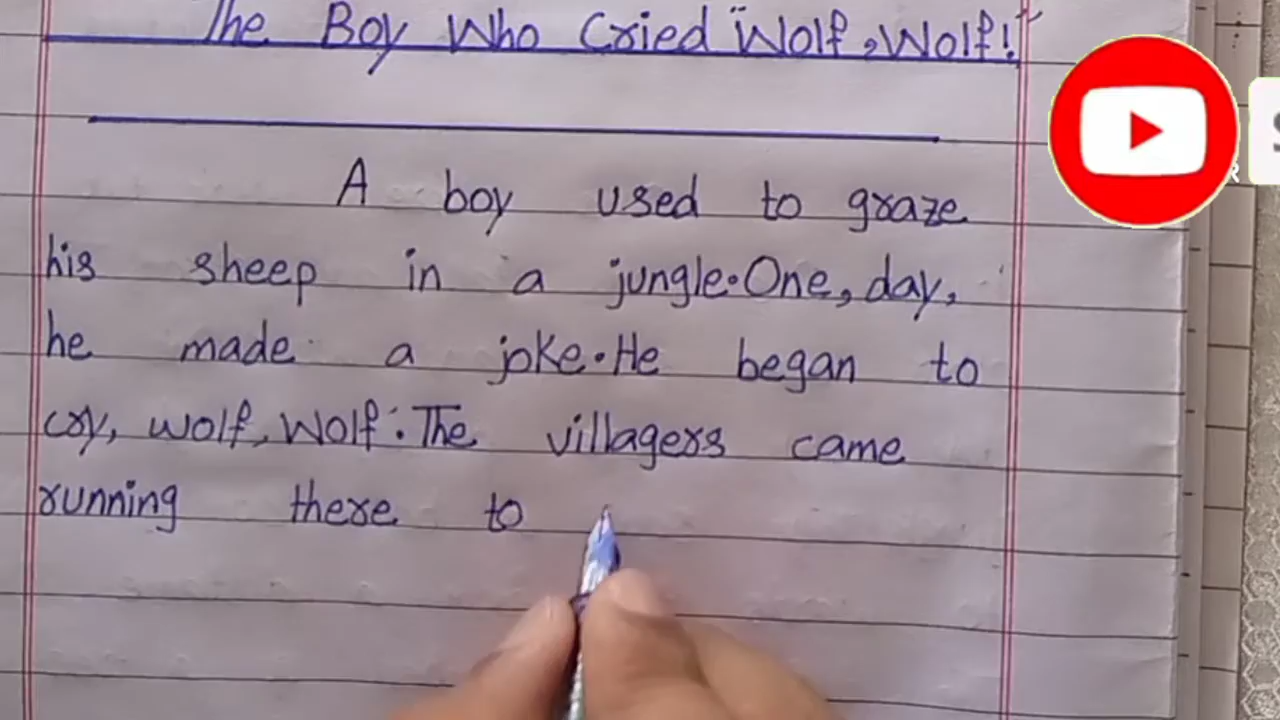 The Boy Who Cried "Wolf, Wolf!"
A boy used to graze
his sheep in a jungle. One, day,
he made a joke. He began to
cry, wolf, Wolf. The villagers came
running there to
S
R